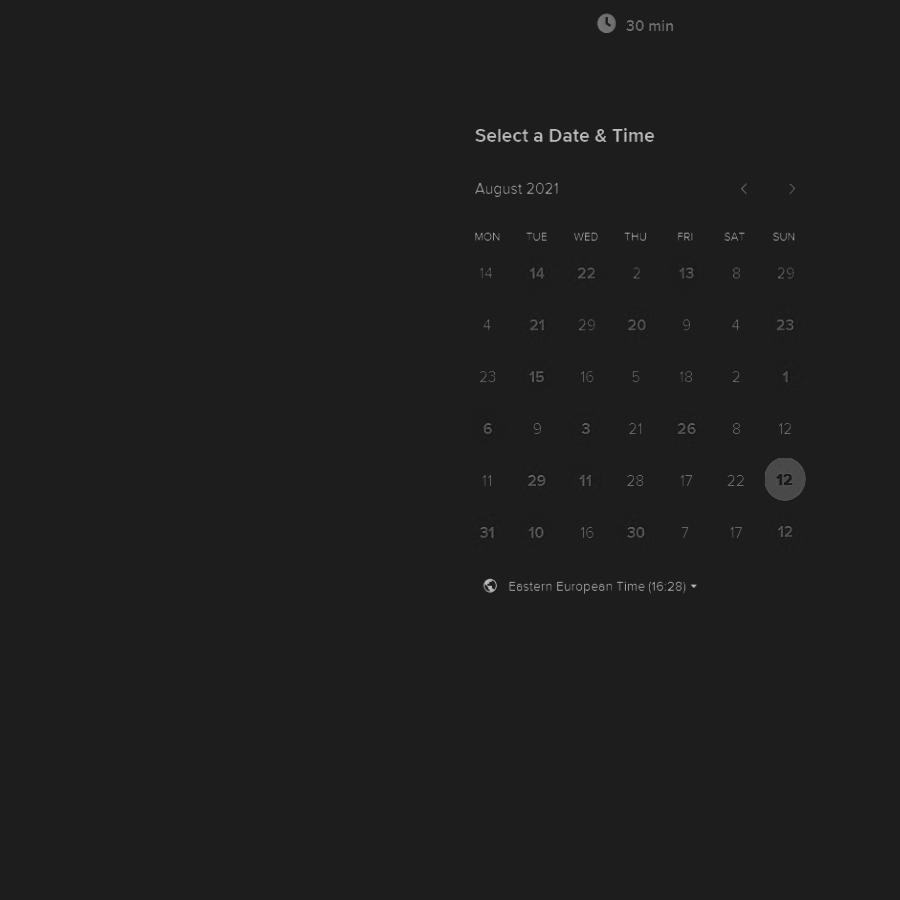 30 min
Select a Date & Time
August 2021
MON TUE WED THU FRI SAT SUN
14 14 22 2 13 8 29
4 21 29 20 9 4 23
23 15 16 5 18 2 1
6 9 3 21 26 8 12
11 29 11 28 17 22 12
31 10 16 30 7 17 12
Eastern European Time (16:28)